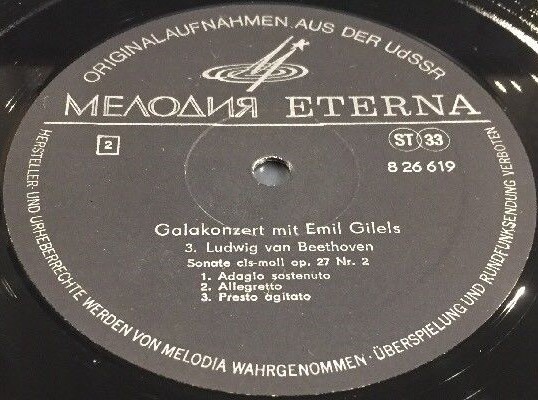 ORIGINALAUFNAHMEN AUS DER UdSSR
МЕЛОДИЯ ETERNA
2
ST 33
8 26 619
Galakonzert mit Emil Gilels
3. Ludwig van Beethoven
Sonate cis-moll op. 27 Nr. 2
1. Adagio sostenuto
2. Allegretto
3. Presto agitato
HERSTELLER- UND URHEBERRECHTE WERDEN VON MELODIA WAHRGENOMMEN · ÜBERSPIELUNG UND RUNDFUNKSENDUNG VERBOTEN